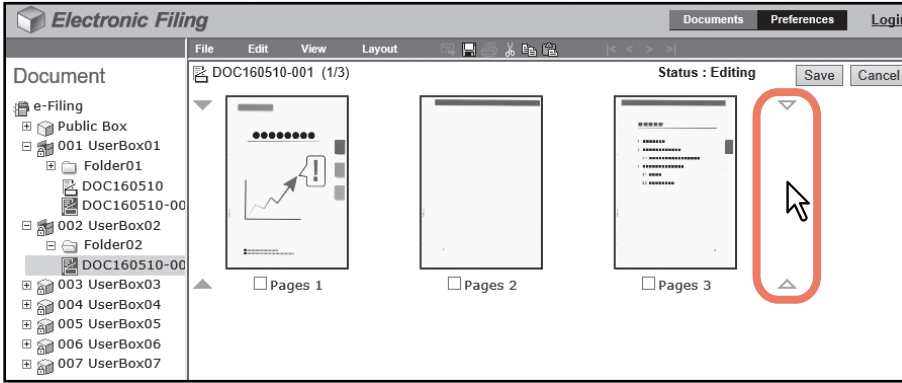 Electronic Filing
Documents Preferences Login
File Edit View Layout |< < > >|
Document
DOC160510-001 (1/3) Status : Editing Save Cancel
e-Filing
Public Box
001 UserBox01
Folder01
DOC160510
DOC160510-00
002 UserBox02
Folder02
DOC160510-00
003 UserBox03
004 UserBox04
005 UserBox05
006 UserBox06
007 UserBox07
!
Pages 1 Pages 2 Pages 3